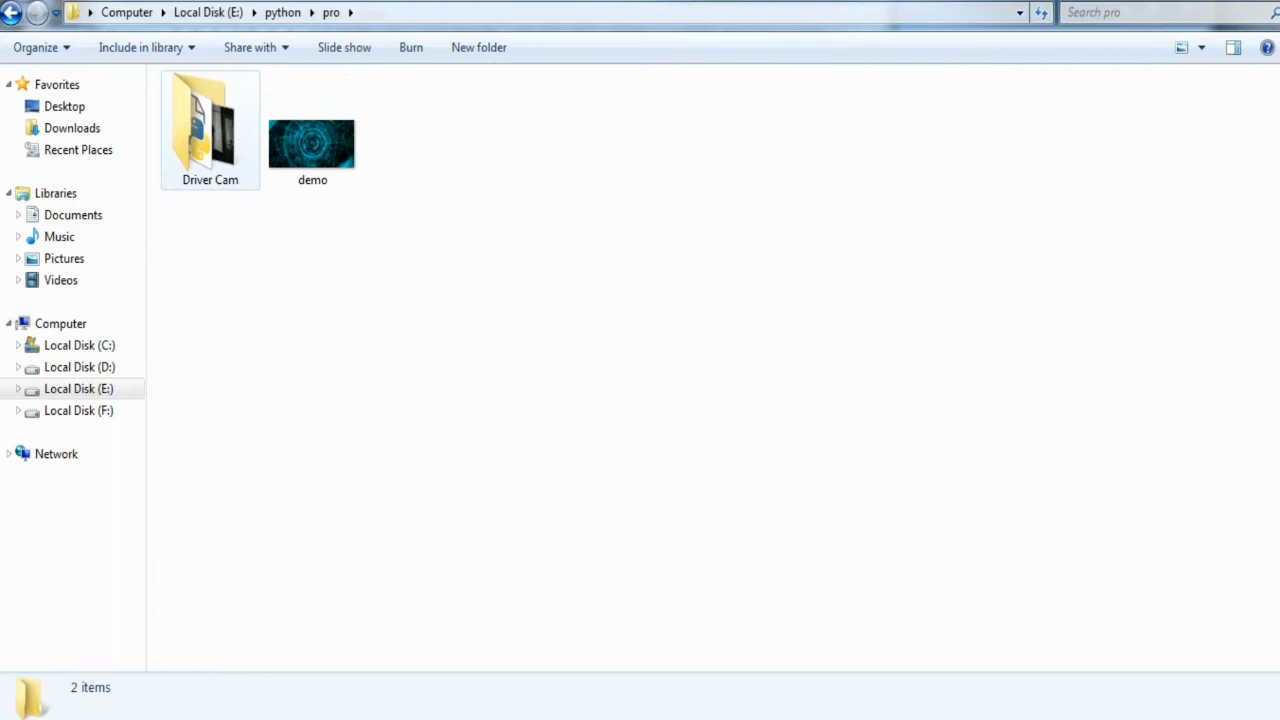 Computer Local Disk (E:) python pro
Search pro
Organize Include in library Share with Slide show Burn New folder
Favorites
Desktop
Downloads
Recent Places
Libraries
Documents
Music
Pictures
Videos
Computer
Local Disk (C:)
Local Disk (D:)
Local Disk (E:)
Local Disk (F:)
Network
Driver Cam
demo
2 items